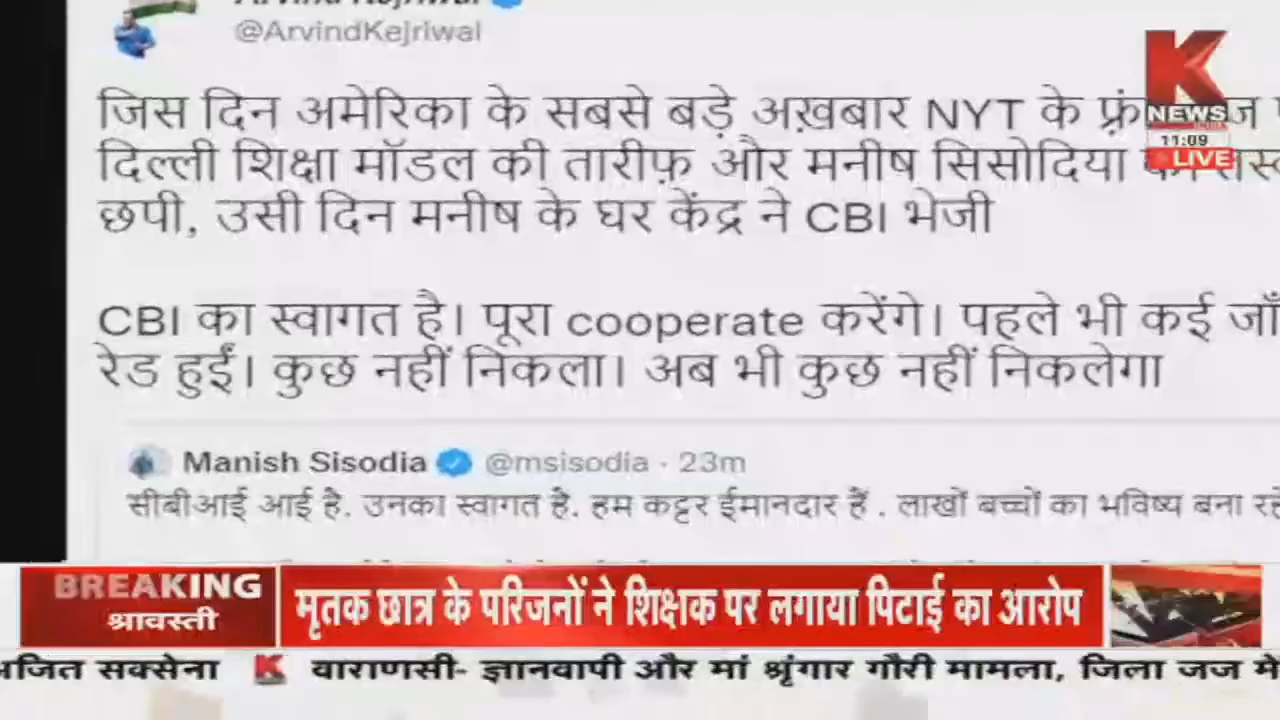 Arvind Kejriwal
@ArvindKejriwal
जिस दिन अमेरिका के सबसे बड़े अख़बार NYT के
दिल्ली शिक्षा मॉडल की तारीफ़ और मनीष सिसोदिया
छपी, उसी दिन मनीष के घर केंद्र ने CBI भेजी
CBI का स्वागत है। पूरा cooperate करेंगे। पहले भी कई
रेड हुईं। कुछ नहीं निकला। अब भी कुछ नहीं निकलेगा
Manish Sisodia @msisodia · 23m
सीबीआई आई है. उनका स्वागत है. हम कट्टर ईमानदार हैं . लाखों बच्चों का भविष्य बना
K
NEWS
11:09
LIVE
BREAKING
श्रावस्ती
मृतक छात्र के परिजनों ने शिक्षक पर लगाया पिटाई का आरोप
सक्सेना K वाराणसी- ज्ञानवापी और मां श्रृंगार गौरी मामला, जिला जज में